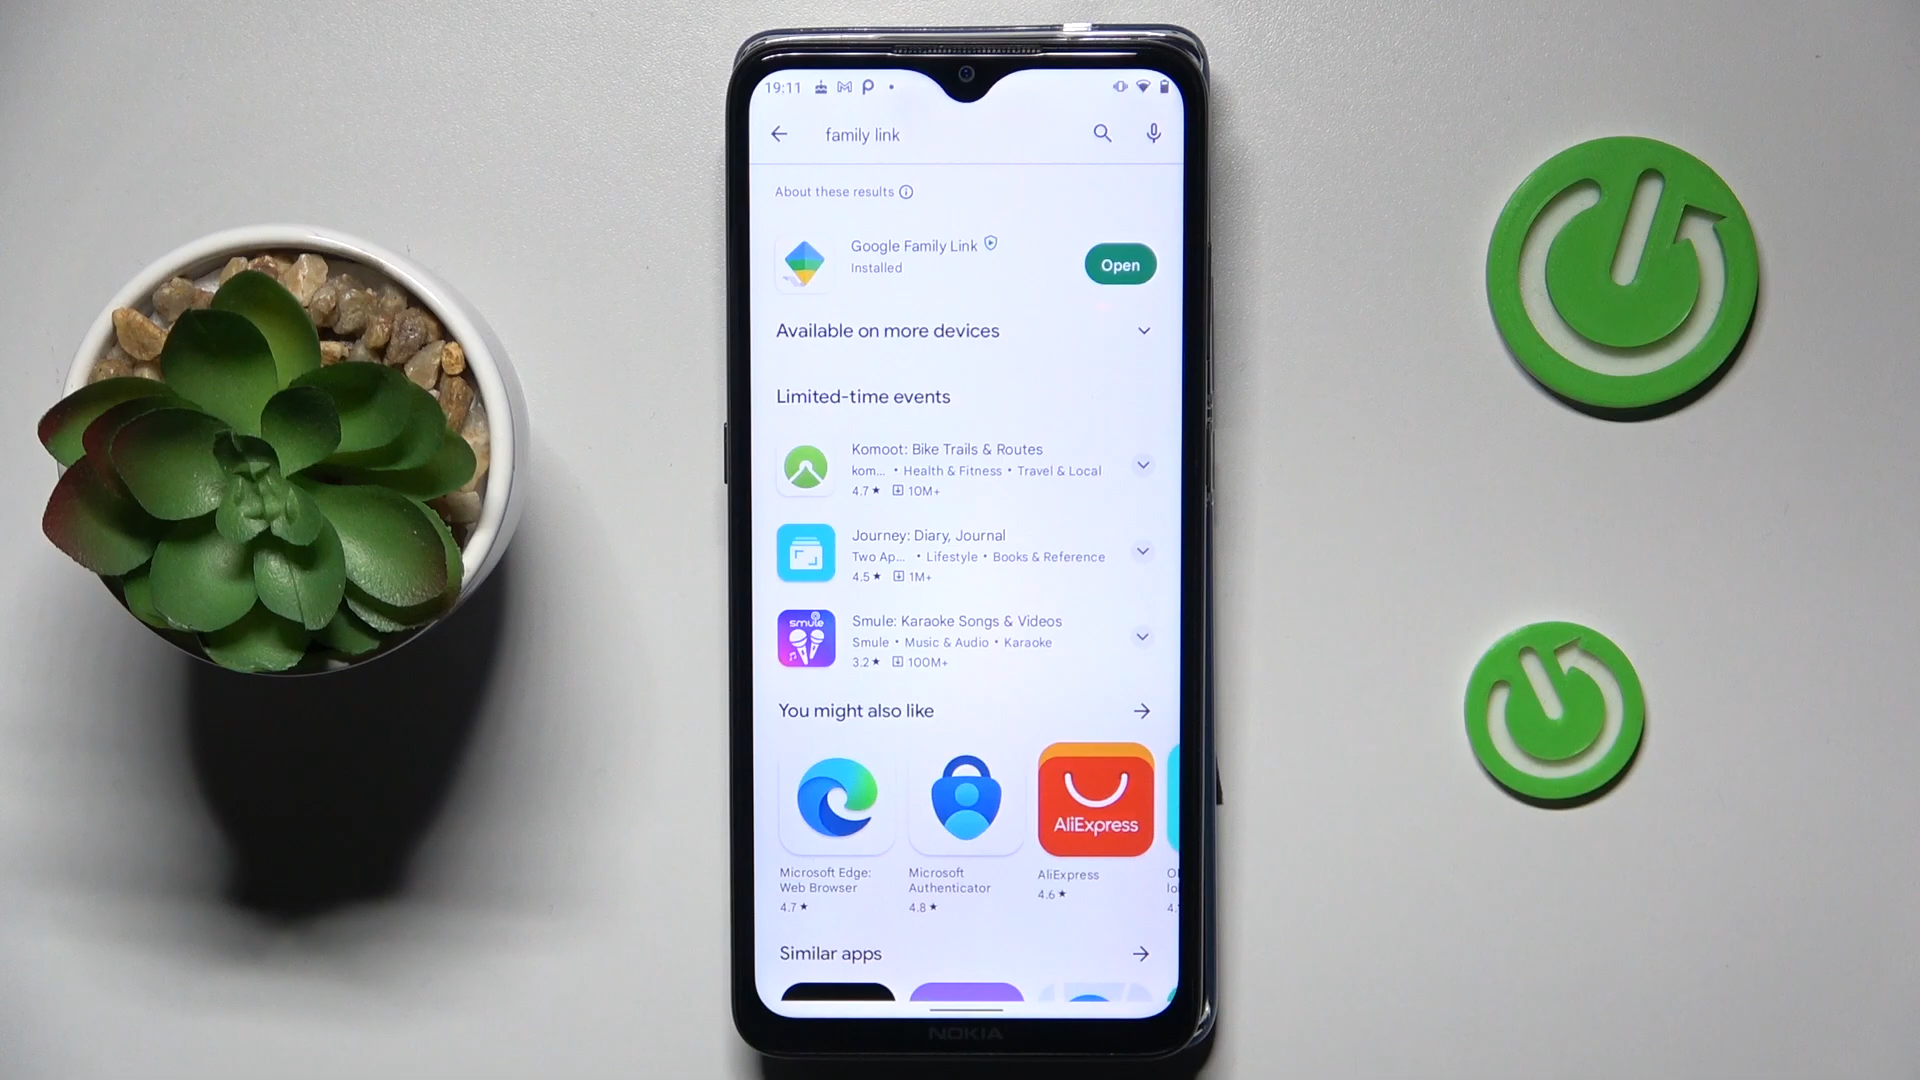 19:11
family link
About these results
Google Family Link
Installed
Open
Available on more devices
Limited-time events
Komoot: Bike Trails & Routes
kom... • Health & Fitness • Travel & Local
4.7★ 10M+
Journey: Diary, Journal
Two Ap... • Lifestyle • Books & Reference
4.5★ 1M+
smule
Smule: Karaoke Songs & Videos
Smule • Music & Audio • Karaoke
3.2★ 100M+
You might also like
AliExpress
Microsoft Edge: Web Browser
4.7★
Microsoft Authenticator
4.8★
AliExpress
4.6★
Similar apps
NOKIA